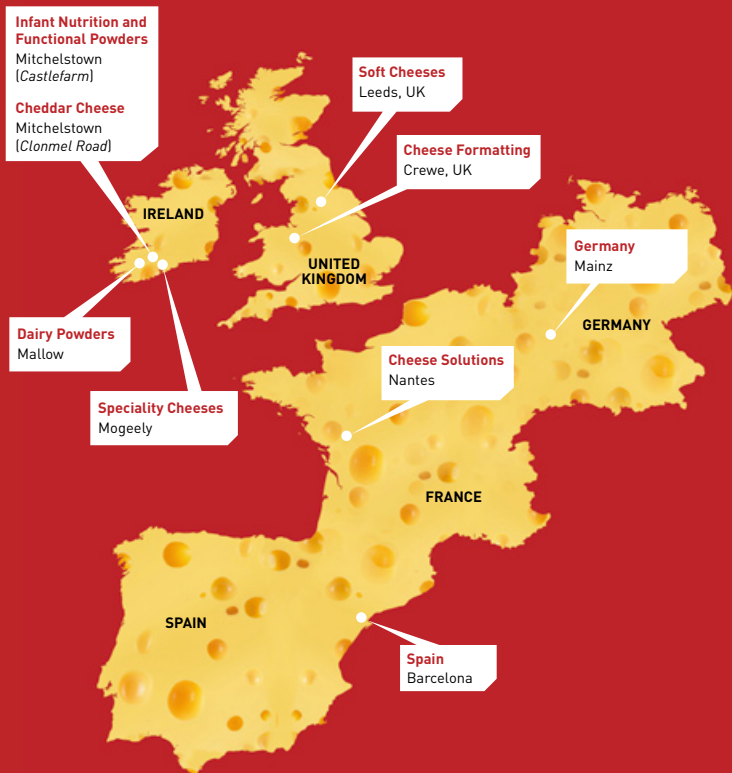 Infant Nutrition and
Functional Powders
Mitchelstown
(Castlefarm)
Cheddar Cheese
Mitchelstown
(Clonmel Road)
Soft Cheeses
Leeds, UK
Cheese Formatting
Crewe, UK
IRELAND
UNITED
KINGDOM
Germany
Mainz
GERMANY
Dairy Powders
Mallow
Cheese Solutions
Nantes
Speciality Cheeses
Mogeely
FRANCE
SPAIN
Spain
Barcelona